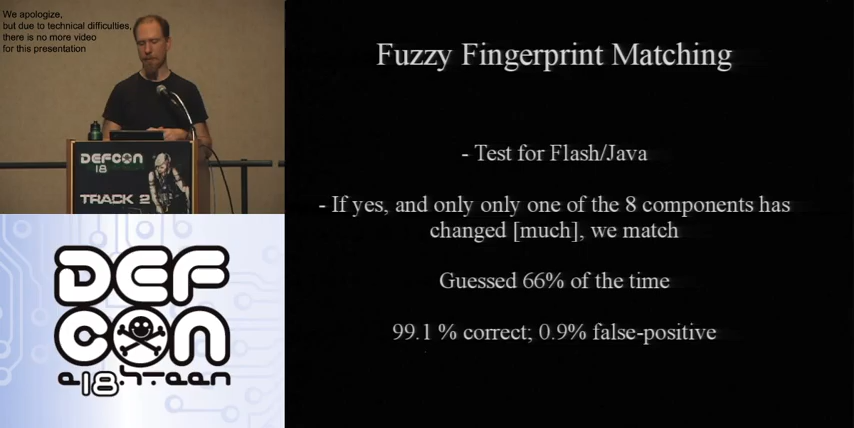 We apologize,
but due to technical difficulties,
there is no more video
for this presentation
DEFCON
18
TRACK 2
DEF
CON
e18hteen
Fuzzy Fingerprint Matching
- Test for Flash/Java
- If yes, and only only one of the 8 components has
changed [much], we match
Guessed 66% of the time
99.1 % correct; 0.9% false-positive